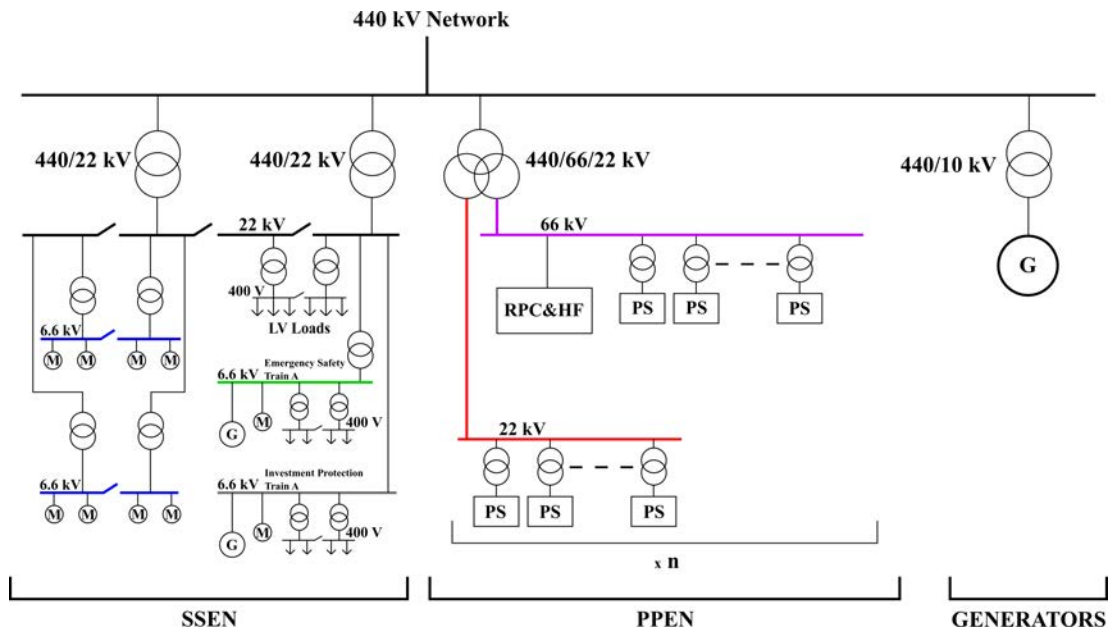 440 kV Network
440/22 kV
440/22 kV
440/66/22 kV
440/10 kV
22 kV
66 kV
G
400 V
LV Loads
RPC&HF
PS
PS
PS
6.6 kV
M
M
M
M
Emergency Safety
Train A
6.6 kV
G
M
400 V
22 kV
Investment Protection
Train A
6.6 kV
6.6 kV
M
M
M
M
G
M
400 V
PS
PS
PS
x n
SSEN
PPEN
GENERATORS